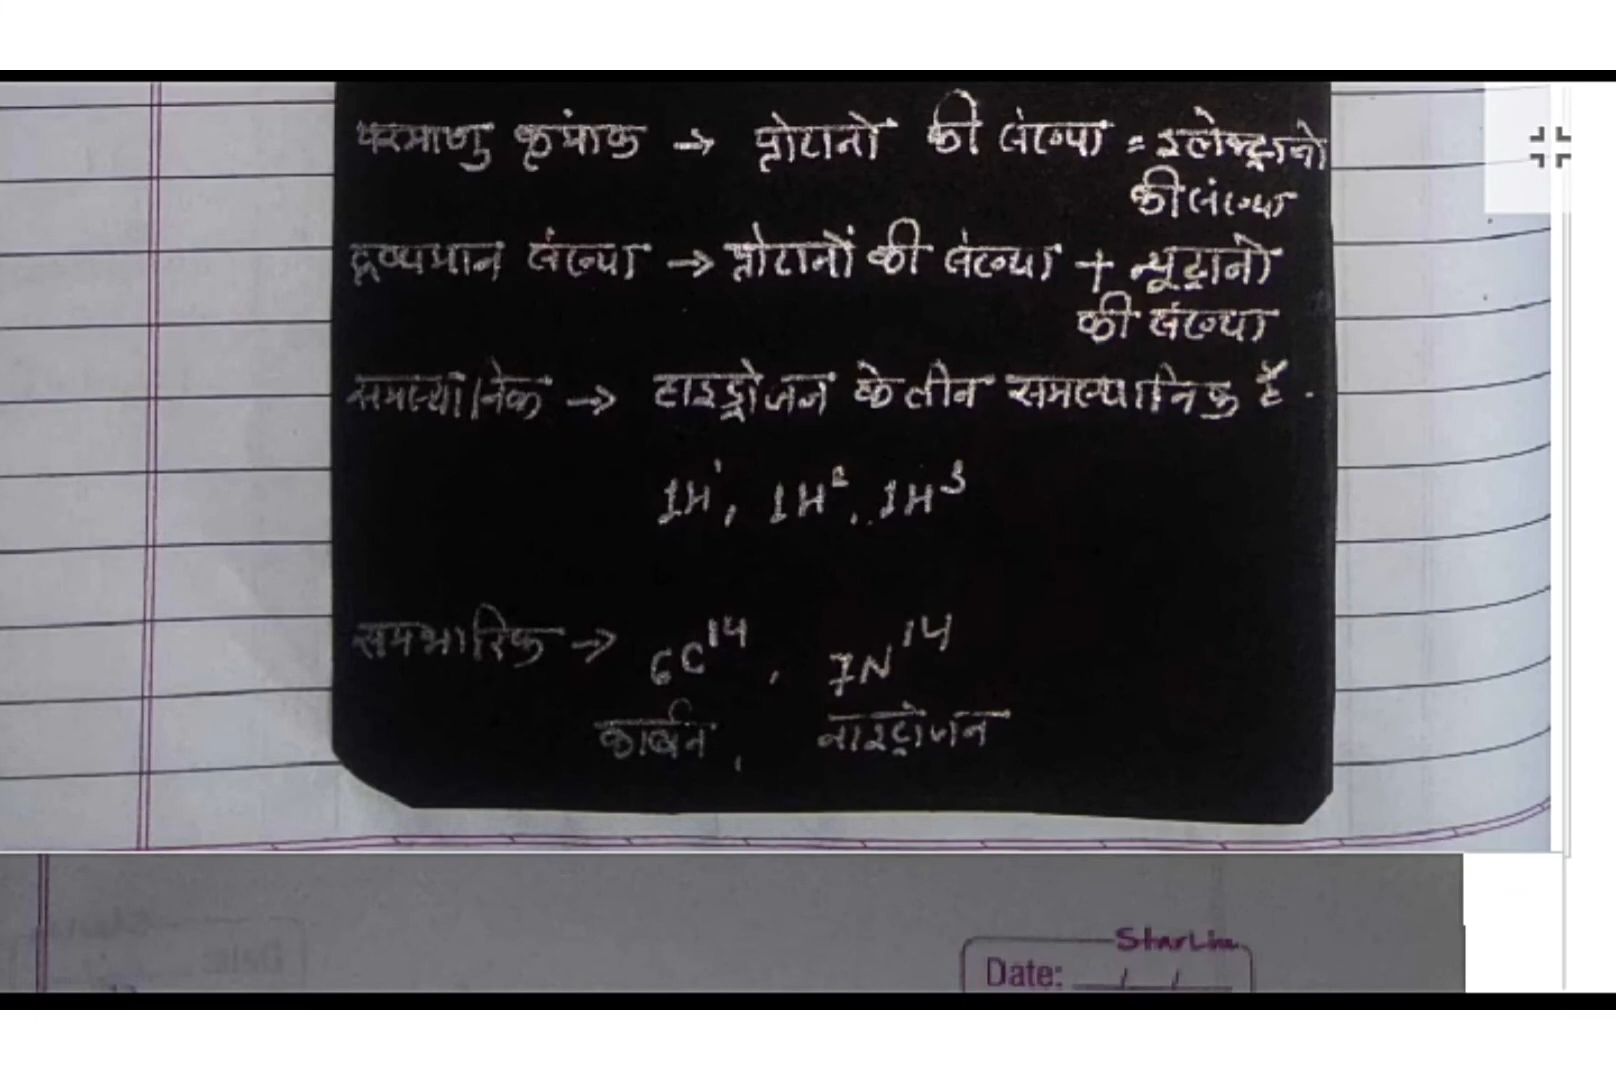 परमाणु कृमांक → प्रोटानों की संख्या = इलेक्ट्रानो
की संख्या
द्रव्यमान संख्या → प्रोटानों की संख्या + न्यूट्रानो
की संख्या
समस्थानिक → हाइड्रोजन के तीन समस्थानिक हैं.
1H¹, 1H², 1H³
समभारिक → 6C¹⁴, 7N¹⁴
कार्बन, नाइट्रोजन
StarLine
Date: / /